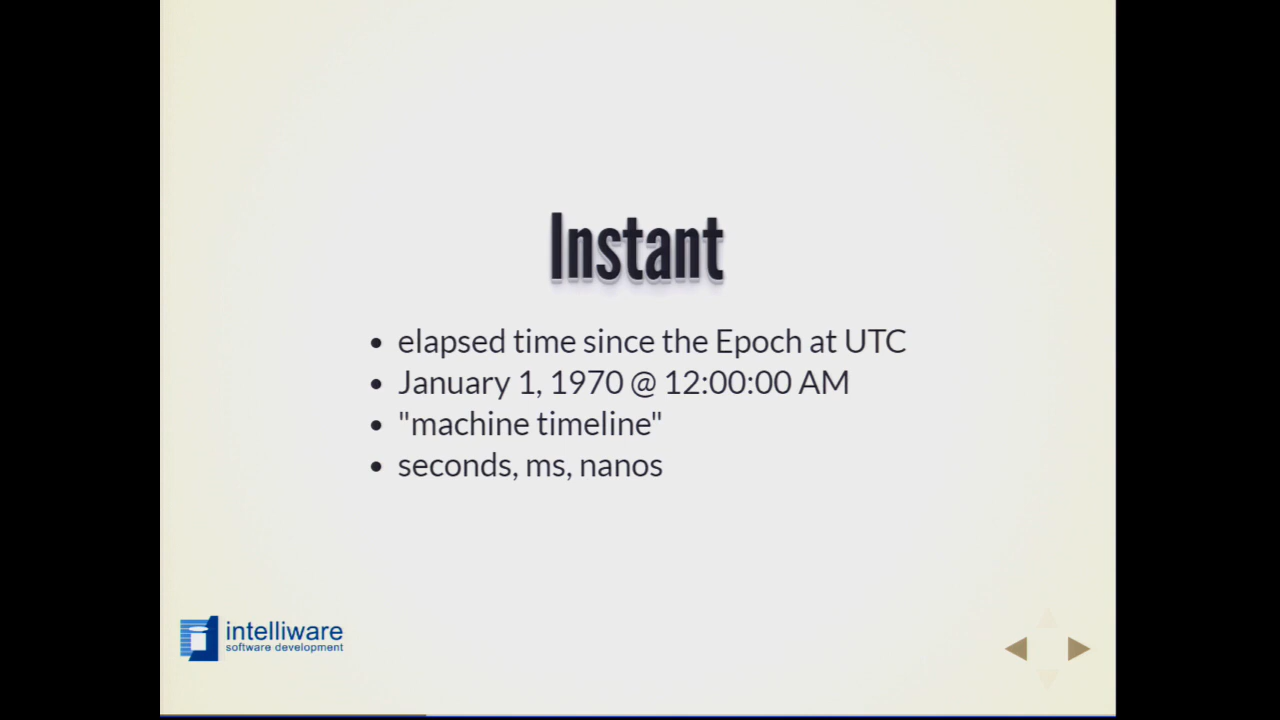 Instant
elapsed time since the Epoch at UTC
January 1, 1970 @ 12:00:00 AM
"machine timeline"
seconds, ms, nanos
intelliware
software development